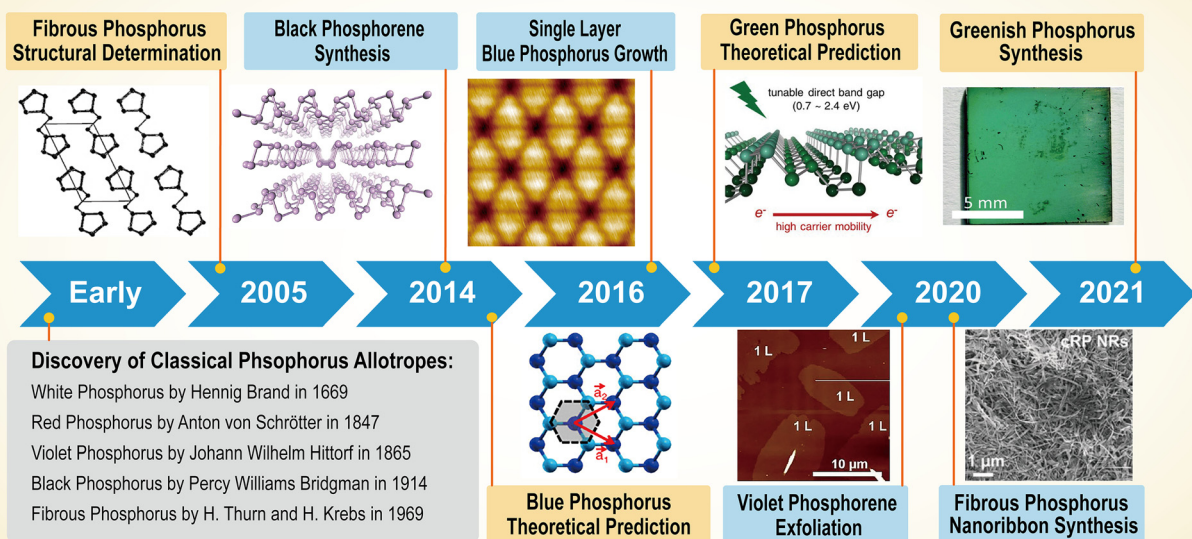 Fibrous Phosphorus
Structural Determination
Black Phosphorene
Synthesis
Single Layer
Blue Phosphorus Growth
Green Phosphorus
Theoretical Prediction
Greenish Phosphorus
Synthesis
tunable direct band gap
(0.7 ~ 2.4 eV)
e-
e-
high carrier mobility
5 mm
Early
2005
2014
2016
2017
2020
2021
Discovery of Classical Phsophorus Allotropes:
White Phosphorus by Hennig Brand in 1669
Red Phosphorus by Anton von Schrötter in 1847
Violet Phosphorus by Johann Wilhelm Hittorf in 1865
Black Phosphorus by Percy Williams Bridgman in 1914
Fibrous Phosphorus by H. Thurn and H. Krebs in 1969
a₂
a₁
Blue Phosphorus
Theoretical Prediction
1 L
1 L
1 L
1 L
1 L
10 µm
Violet Phosphorene
Exfoliation
cRP NRs
1 µm
Fibrous Phosphorus
Nanoribbon Synthesis